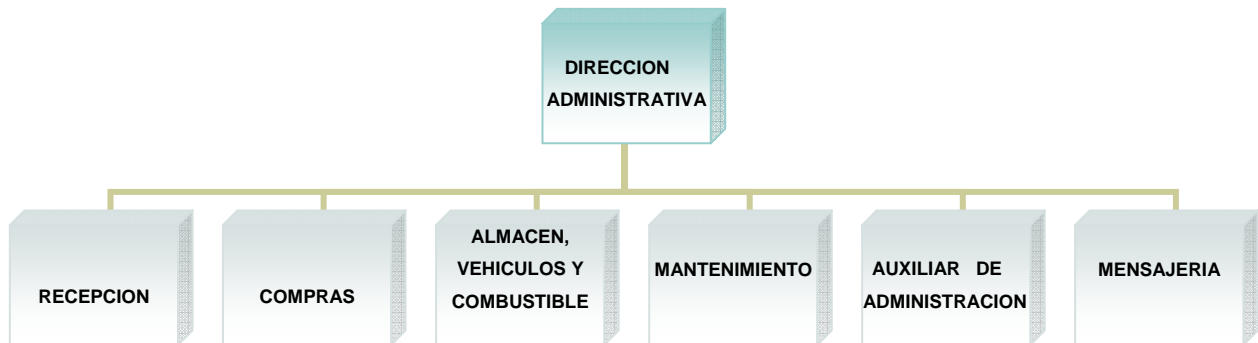 DIRECCION
ADMINISTRATIVA
RECEPCION
COMPRAS
ALMACEN,
VEHICULOS Y
COMBUSTIBLE
MANTENIMIENTO
AUXILIAR DE
ADMINISTRACION
MENSAJERIA